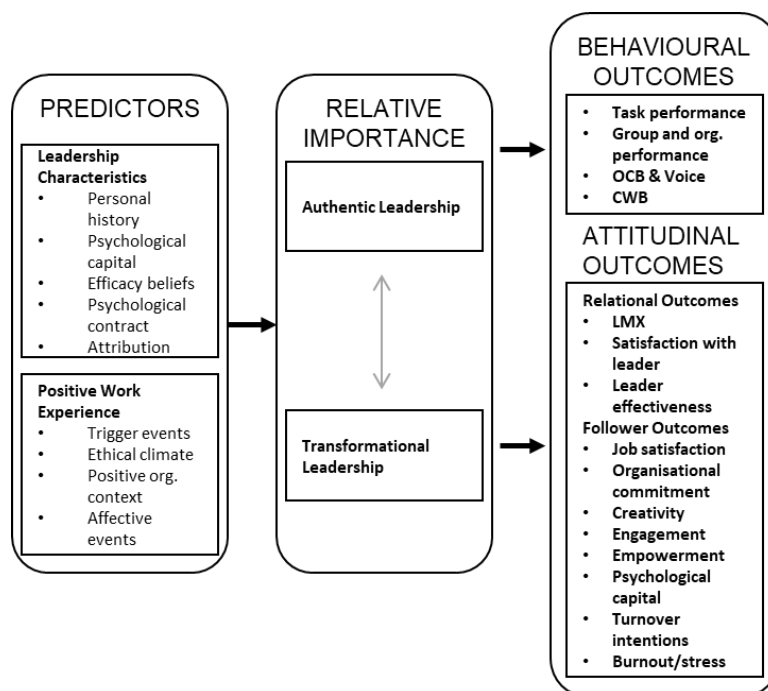 PREDICTORS
Leadership
Characteristics
• Personal
history
• Psychological
capital
• Efficacy beliefs
• Psychological
contract
• Attribution
Positive Work
Experience
• Trigger events
• Ethical climate
• Positive org.
context
• Affective
events
RELATIVE
IMPORTANCE
Authentic Leadership
Transformational
Leadership
BEHAVIOURAL
OUTCOMES
• Task performance
• Group and org.
performance
• OCB & Voice
• CWB
ATTITUDINAL
OUTCOMES
Relational Outcomes
• LMX
• Satisfaction with
leader
• Leader
effectiveness
Follower Outcomes
• Job satisfaction
• Organisational
commitment
• Creativity
• Engagement
• Empowerment
• Psychological
capital
• Turnover
intentions
• Burnout/stress